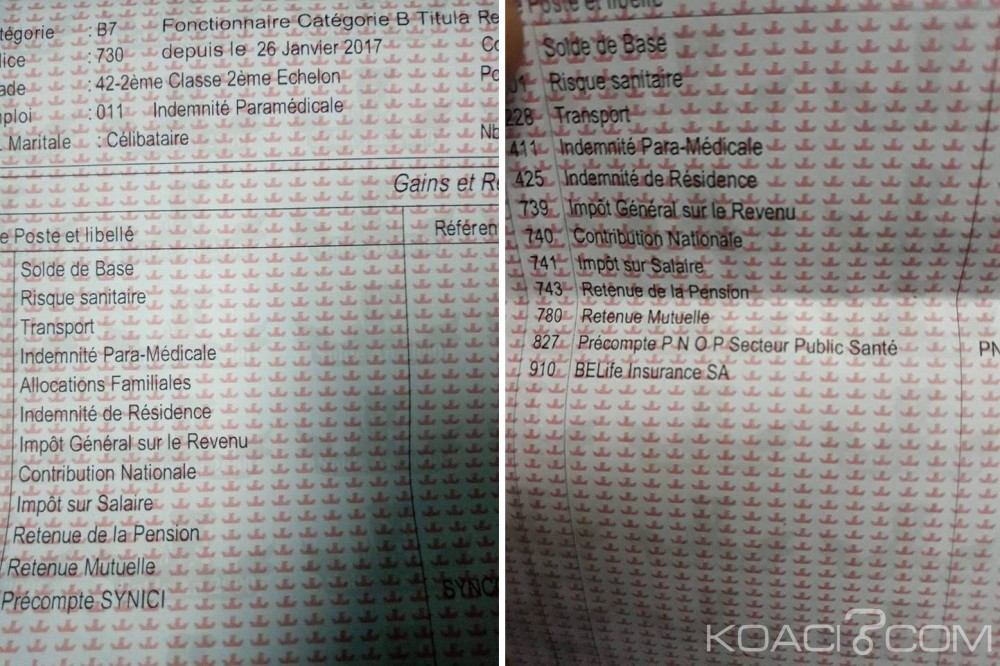 : B7 Fonctionnaire Catégorie B Titula
: 730 depuis le 26 Janvier 2017
: 42-2ème Classe 2ème Echelon
: 011 Indemnité Paramédicale
Maritale : Célibataire
Gains et
e Poste et libellé
Référen
Solde de Base
Risque sanitaire
Transport
Indemnité Para-Médicale
Allocations Familiales
Indemnité de Résidence
Impôt Général sur le Revenu
Contribution Nationale
Impôt sur Salaire
Retenue de la Pension
Retenue Mutuelle
Précompte SYNICI
e Poste et libellé
Solde de Base
01 Risque sanitaire
228 Transport
411 Indemnité Para-Médicale
425 Indemnité de Résidence
739 Impôt Général sur le Revenu
740 Contribution Nationale
741 Impôt sur Salaire
743 Retenue de la Pension
780 Retenue Mutuelle
827 Précompte P N O P Secteur Public Santé PN
910 BELife Insurance SA
KOACI?COM